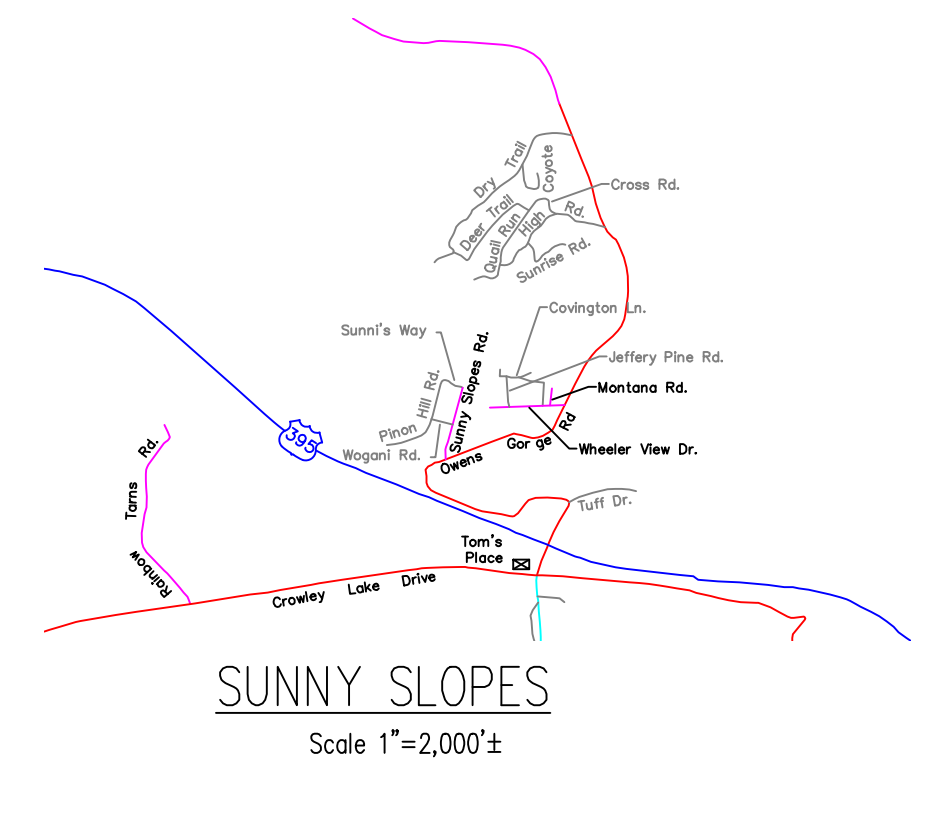 Dry Trail
Coyote
Cross Rd.
Deer Trail
Quail Run
High Rd.
Sunrise Rd.
Covington Ln.
Sunni's Way
Sunny Slopes Rd.
Jeffery Pine Rd.
Montana Rd.
Pinon Hill Rd.
Wogani Rd.
Owens Gorge Rd
Wheeler View Dr.
395
Rainbow Tarns Rd.
Tuff Dr.
Tom's
Place
Crowley Lake Drive
SUNNY SLOPES
Scale 1"=2,000'±